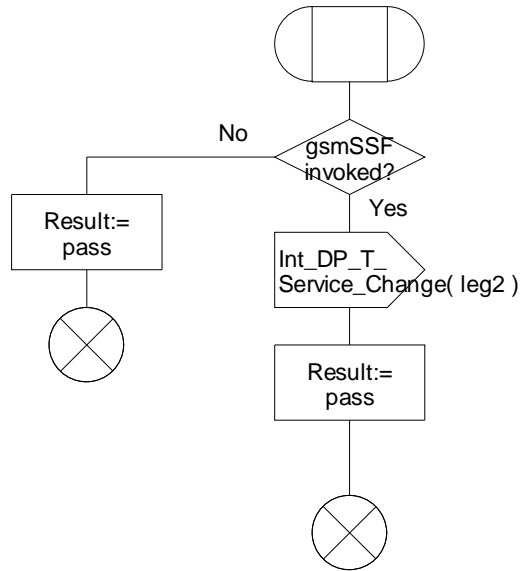 gsmSSF
invoked?
No
Yes
Result:=
pass
Int_DP_T_
Service_Change( leg2 )
Result:=
pass